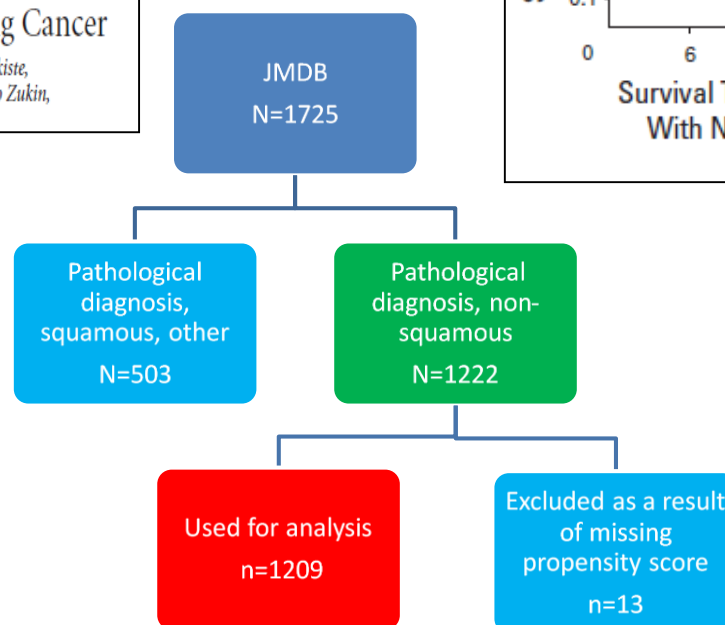 g Cancer
kiste,
o Zukin,
0
6
Survival
With N
JMDB
N=1725
Pathological
diagnosis,
squamous, other
N=503
Pathological
diagnosis, non-
squamous
N=1222
Used for analysis
n=1209
Excluded as a result
of missing
propensity score
n=13